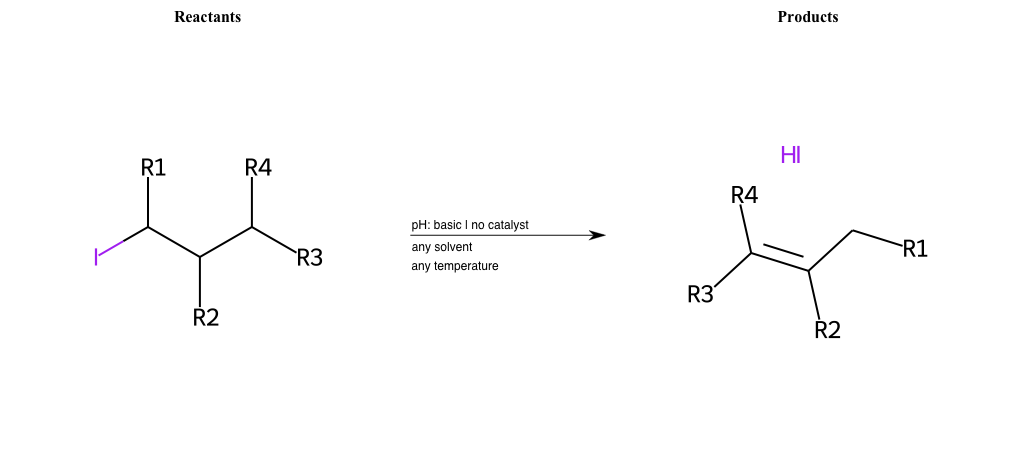 Reactants
Products
R1
R4
I
R3
R2
pH: basic | no catalyst
any solvent
any temperature
HI
R4
R3
R1
R2